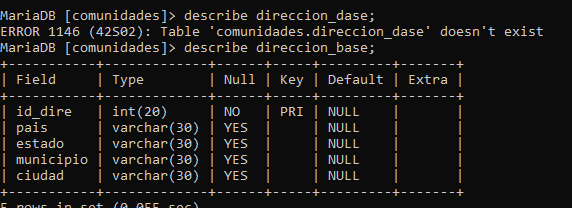 MariaDB [comunidades]> describe direccion_dase;
ERROR 1146 (42S02): Table 'comunidades.direccion_dase' doesn't exist
MariaDB [comunidades]> describe direccion_base;
+-----------+-------------+------+-----+---------+-------+
| Field     | Type        | Null | Key | Default | Extra |
+-----------+-------------+------+-----+---------+-------+
| id_dire   | int(20)     | NO   | PRI | NULL    |       |
| pais      | varchar(30) | YES  |     | NULL    |       |
| estado    | varchar(30) | YES  |     | NULL    |       |
| municipio | varchar(30) | YES  |     | NULL    |       |
| ciudad    | varchar(30) | YES  |     | NULL    |       |
+-----------+-------------+------+-----+---------+-------+
5 rows in set (0.055 sec)